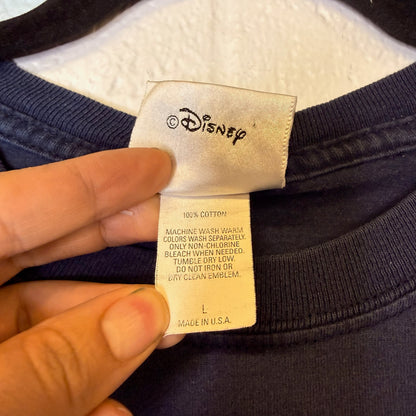 © Disney
100% COTTON
MACHINE WASH WARM
COLORS WASH SEPARATELY.
ONLY NON-CHLORINE
BLEACH WHEN NEEDED.
TUMBLE DRY LOW.
DO NOT IRON OR
DRY CLEAN EMBLEM.
L
MADE IN U.S.A.